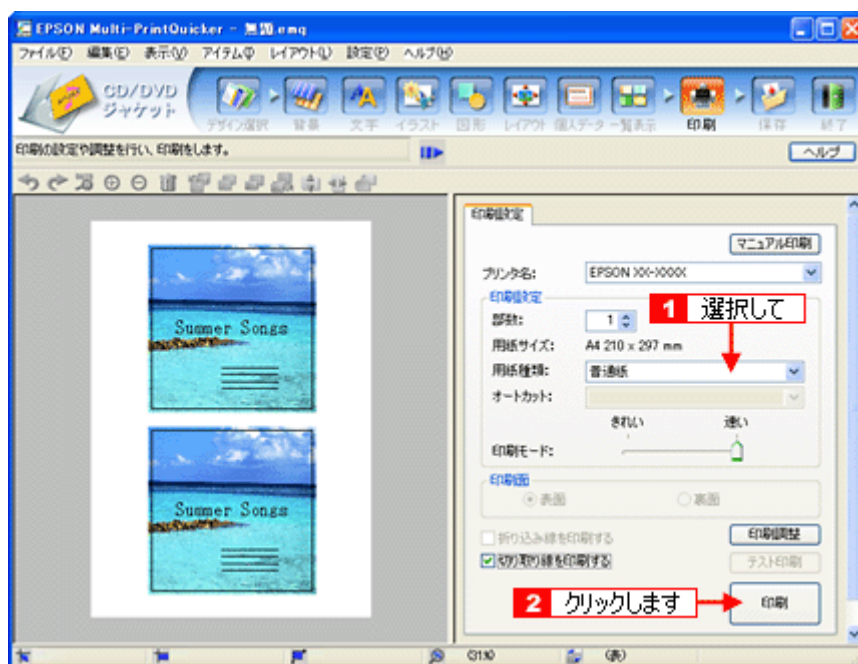 EPSON Multi-PrintQuicker - 無題.emq
ファイル(F) 編集(E) 表示(V) アイテム(I) レイアウト(L) 設定(P) ヘルプ(H)
CD/DVD
ジャケット
デザイン選択 背景 文字 イラスト 図形 レイアウト 個人データ 一覧表示 印刷 保存 終了
印刷の設定や調整を行い、印刷をします。
ヘルプ
印刷設定
マニュアル印刷
プリンタ名: EPSON XX-XXXX
印刷設定
部数: 1
1 選択して
用紙サイズ: A4 210 x 297 mm
用紙種類: 普通紙
オートカット:
きれい 速い
印刷モード:
印刷面
表面 裏面
折り込み線を印刷する
印刷調整
切り取り線を印刷する
テスト印刷
2 クリックします
印刷
Summer Songs
Summer Songs
(表)